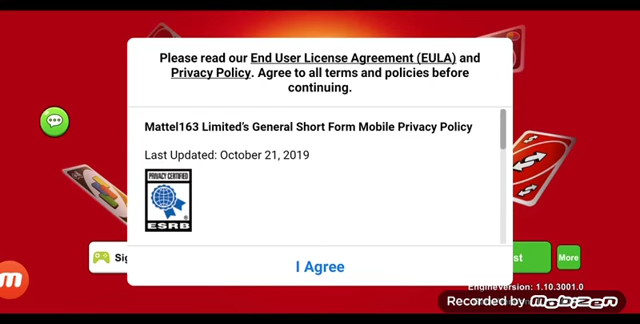 Please read our End User License Agreement (EULA) and
Privacy Policy. Agree to all terms and policies before
continuing.
Mattel163 Limited's General Short Form Mobile Privacy Policy
Last Updated: October 21, 2019
PRIVACY CERTIFIED
ESRB
I Agree
More
EngineVersion: 1.10.3001.0
Recorded by Mobizen